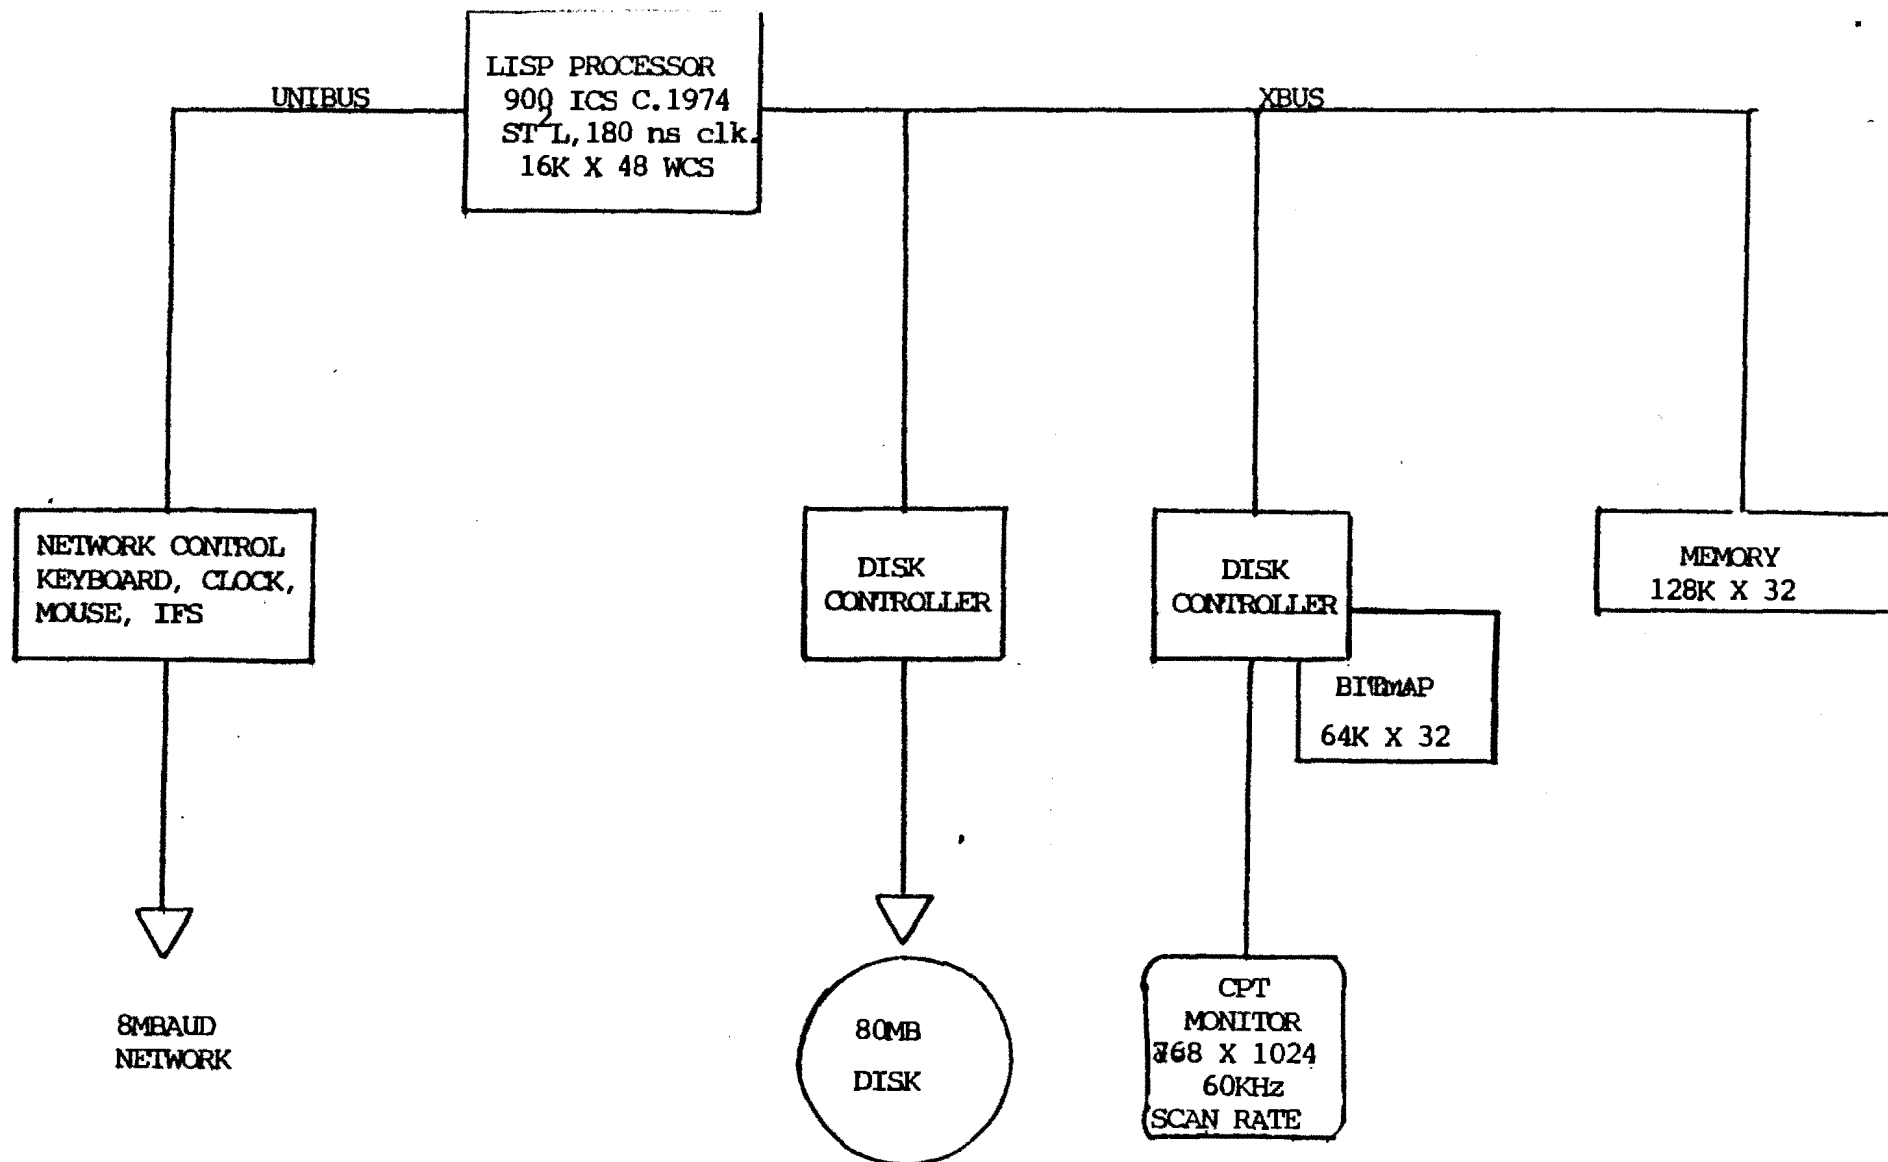 LISP PROCESSOR
900 ICS C.1974
ST²L, 180 ns clk.
16K X 48 WCS
UNIBUS
XBUS
NETWORK CONTROL
KEYBOARD, CLOCK,
MOUSE, IFS
DISK
CONTROLLER
DISK
CONTROLLER
MEMORY
128K X 32
BITmAP
64K X 32
8MBAUD
NETWORK
80MB
DISK
CPT
MONITOR
768 X 1024
60KHz
SCAN RATE